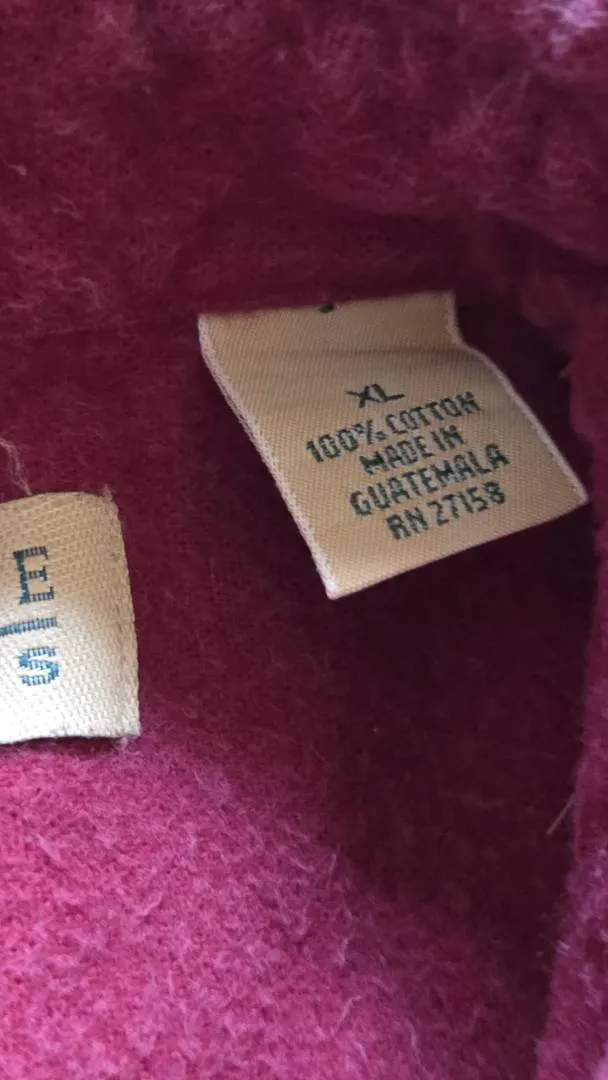 XL
100% COTTON
MADE IN
GUATEMALA
RN 27158